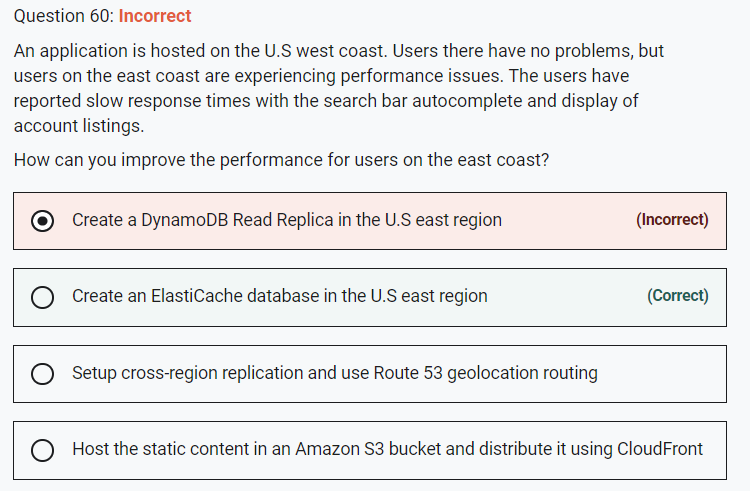 Question 60: Incorrect
An application is hosted on the U.S west coast. Users there have no problems, but
users on the east coast are experiencing performance issues. The users have
reported slow response times with the search bar autocomplete and display of
account listings.
How can you improve the performance for users on the east coast?
Create a DynamoDB Read Replica in the U.S east region (Incorrect)
Create an ElastiCache database in the U.S east region (Correct)
Setup cross-region replication and use Route 53 geolocation routing
Host the static content in an Amazon S3 bucket and distribute it using CloudFront